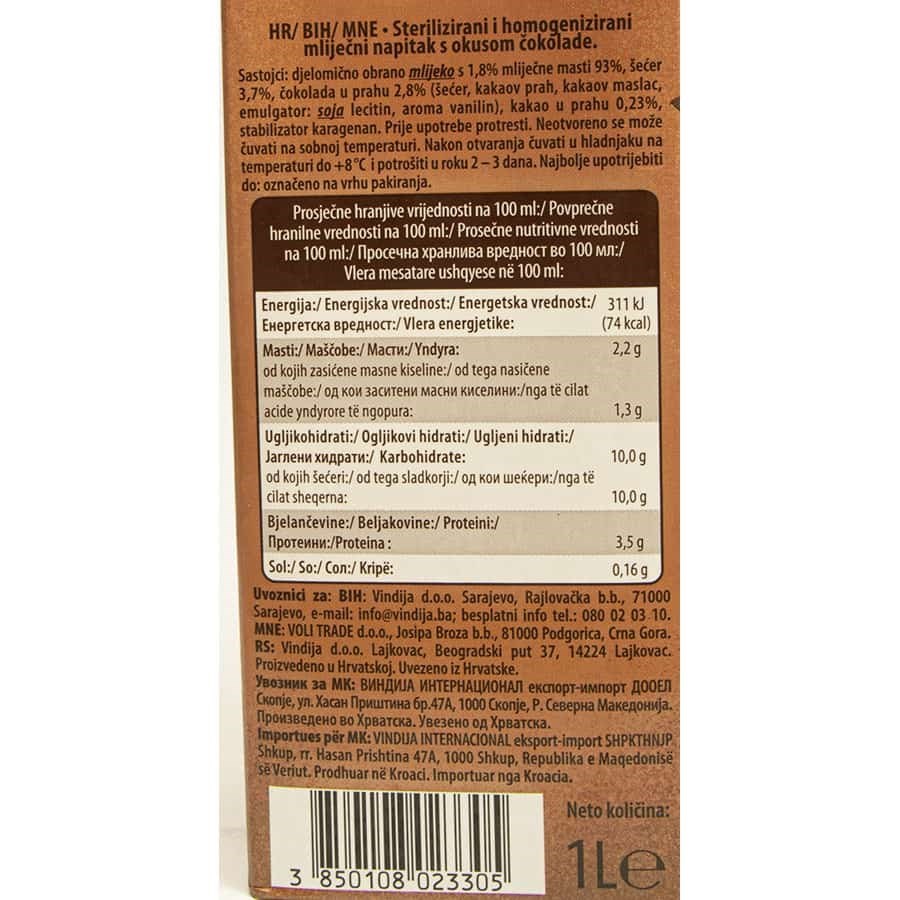 HR/ BIH/ MNE • Sterilizirani i homogenizirani
mliječni napitak s okusom čokolade.
Sastojci: djelomično obrano mlijeko s 1,8% mliječne masti 93%, šećer
3,7%, čokolada u prahu 2,8% (šećer, kakaov prah, kakaov maslac,
emulgator: soja lecitin, aroma vanilin), kakao u prahu 0,23%,
stabilizator karagenan. Prije upotrebe protresti. Neotvoreno se može
čuvati na sobnoj temperaturi. Nakon otvaranja čuvati u hladnjaku na
temperaturi do +8°C i potrošiti u roku 2 – 3 dana. Najbolje upotrijebiti
do: označeno na vrhu pakiranja.
Prosječne hranjive vrijednosti na 100 ml:/ Povprečne
hranilne vrednosti na 100 ml:/ Prosečne nutritivne vrednosti
na 100 ml:/ Просечна хранлива вредност во 100 мл:/
Vlera mesatare ushqyese në 100 ml:
Energija:/ Energijska vrednost:/ Energetska vrednost:/ 311 kJ
Енергетска вредност:/ Vlera energjetike: (74 kcal)
Masti:/ Maščobe:/ Масти:/ Yndyra: 2,2 g
od kojih zasićene masne kiseline:/ od tega nasičene
maščobe:/ од кои заситени масни киселини:/nga të cilat
acide yndyrore të ngopura: 1,3 g
Ugljikohidrati:/ Ogljikovi hidrati:/ Ugljeni hidrati:/
Јаглени хидрати:/ Karbohidrate: 10,0 g
od kojih šećeri:/ od tega sladkorji:/ од кои шеќери:/nga të
cilat sheqerna: 10,0 g
Bjelančevine:/ Beljakovine:/ Proteini:/
Протеини:/Proteina : 3,5 g
Sol:/ So:/ Сол:/ Kripë: 0,16 g
Uvoznici za: BIH: Vindija d.o.o. Sarajevo, Rajlovačka b.b., 71000
Sarajevo, e-mail: info@vindija.ba; besplatni info tel.: 080 02 03 10.
MNE: VOLI TRADE d.o.o., Josipa Broza b.b., 81000 Podgorica, Crna Gora.
RS: Vindija d.o.o. Lajkovac, Beogradski put 37, 14224 Lajkovac.
Proizvedeno u Hrvatskoj. Uvezeno iz Hrvatske.
Увозник за МК: ВИНДИЈА ИНТЕРНАЦИОНАЛ експорт-импорт ДООЕЛ
Скопје, ул. Хасан Приштина бр.47А, 1000 Скопје, Р. Северна Македонија.
Произведено во Хрватска. Увезено од Хрватска.
Importues për MK: VINDIJA INTERNACIONAL eksport-import SHPKTHNJP
Shkup, rr. Hasan Prishtina 47A, 1000 Shkup, Republika e Maqedonisë
së Veriut. Prodhuar në Kroaci. Importuar nga Kroacia.
Neto količina:
1L e
3 850108 023305